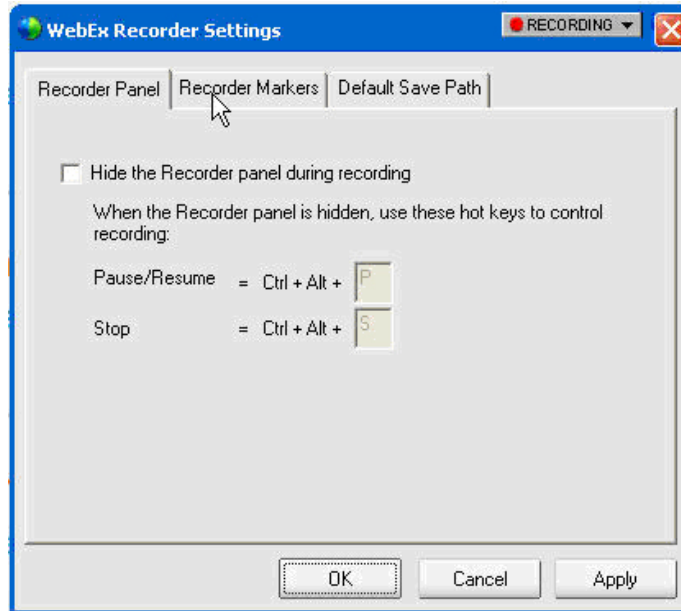 WebEx Recorder Settings
RECORDING
Recorder Panel
Recorder Markers
Default Save Path
Hide the Recorder panel during recording
When the Recorder panel is hidden, use these hot keys to control
recording:
Pause/Resume = Ctrl + Alt + P
Stop = Ctrl + Alt + S
OK
Cancel
Apply